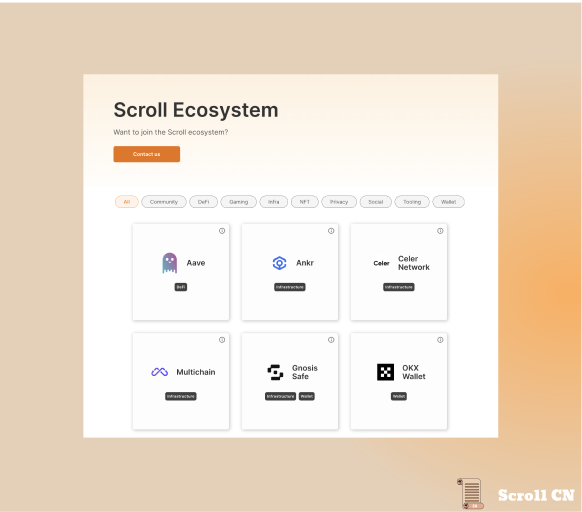 Scroll Ecosystem
Want to join the Scroll ecosystem?
Contact us
All Community DeFi Gaming Infra NFT Privacy Social Tooling Wallet
Aave
DeFi
Ankr
Infrastructure
Celer
Celer
Network
Infrastructure
Multichain
Infrastructure
Gnosis
Safe
Infrastructure Wallet
OKX
Wallet
Wallet
Scroll CN